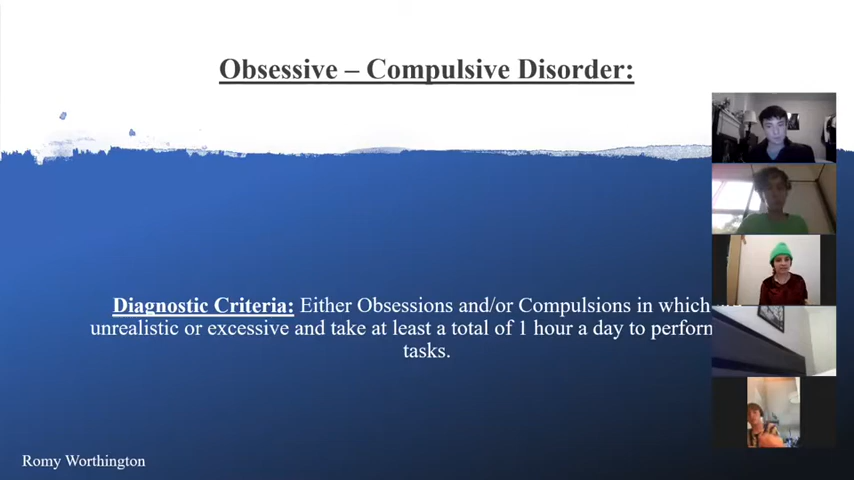 Obsessive – Compulsive Disorder:
Diagnostic Criteria: Either Obsessions and/or Compulsions in which
unrealistic or excessive and take at least a total of 1 hour a day to perform
tasks.
Romy Worthington